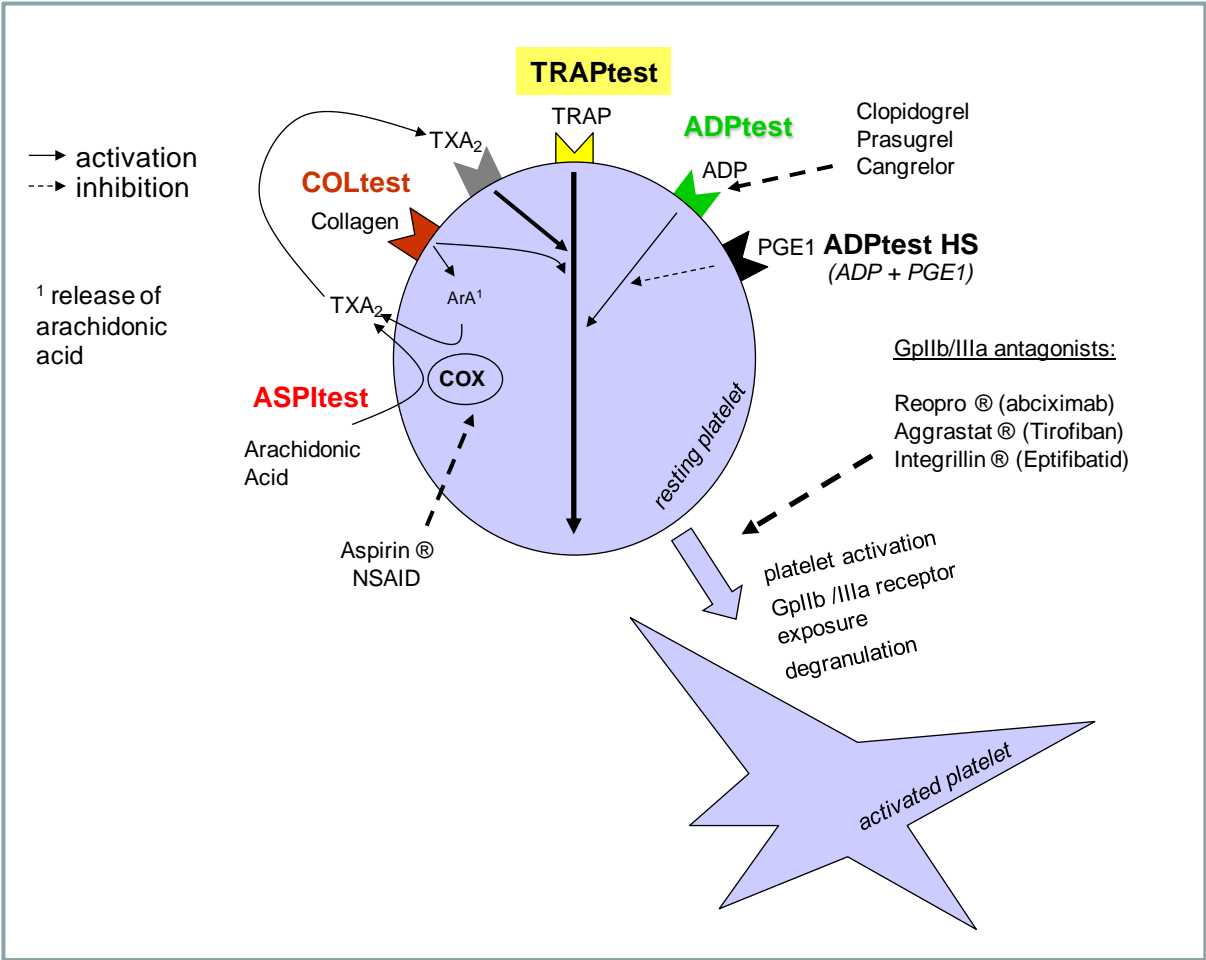 TRAPtest
TRAP
ADPtest
ADP
Clopidogrel
Prasugrel
Cangrelor
TXA2
activation
inhibition
COLtest
Collagen
PGE1 ADPtest HS
(ADP + PGE1)
ArA1
TXA2
1 release of
arachidonic
acid
COX
ASPItest
Arachidonic
Acid
Aspirin ®
NSAID
resting platelet
GpIIb/IIIa antagonists:
Reopro ® (abciximab)
Aggrastat ® (Tirofiban)
Integrillin ® (Eptifibatid)
platelet activation
GpIIb /IIIa receptor
exposure
degranulation
activated platelet